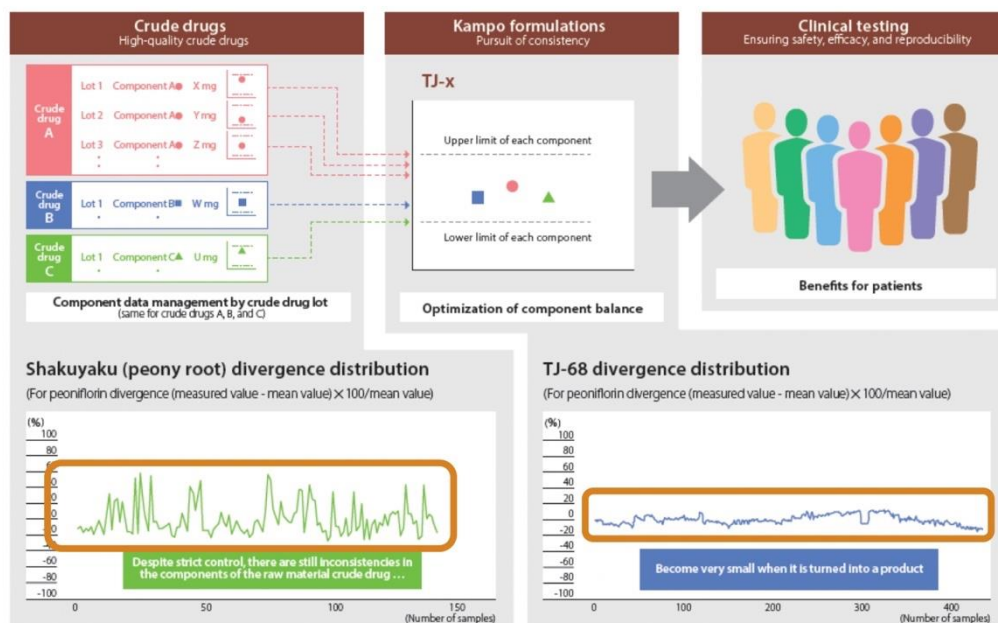 Crude drugs
High-quality crude drugs
Kampo formulations
Pursuit of consistency
Clinical testing
Ensuring safety, efficacy, and reproducibility
Crude
drug
A
Lot 1 Component A● X mg
Lot 2 Component A● Y mg
Lot 3 Component A● Z mg
Crude
drug
B
Lot 1 Component B■ W mg
Crude
drug
C
Lot 1 Component C▲ U mg
Component data management by crude drug lot
(same for crude drugs A, B, and C)
TJ-x
Upper limit of each component
Lower limit of each component
Optimization of component balance
Benefits for patients
Shakuyaku (peony root) divergence distribution
(For peoniflorin divergence (measured value - mean value) × 100/mean value)
(%)
100
80
-20
-40
-60
-80
-100
Despite strict control, there are still inconsistencies in
the components of the raw material crude drug ...
0 50 100 150
(Number of samples)
TJ-68 divergence distribution
(For peoniflorin divergence (measured value - mean value) × 100/mean value)
(%)
100
80
60
40
20
0
-20
-40
-60
-80
-100
Become very small when it is turned into a product
0 100 200 300 400
(Number of samples)